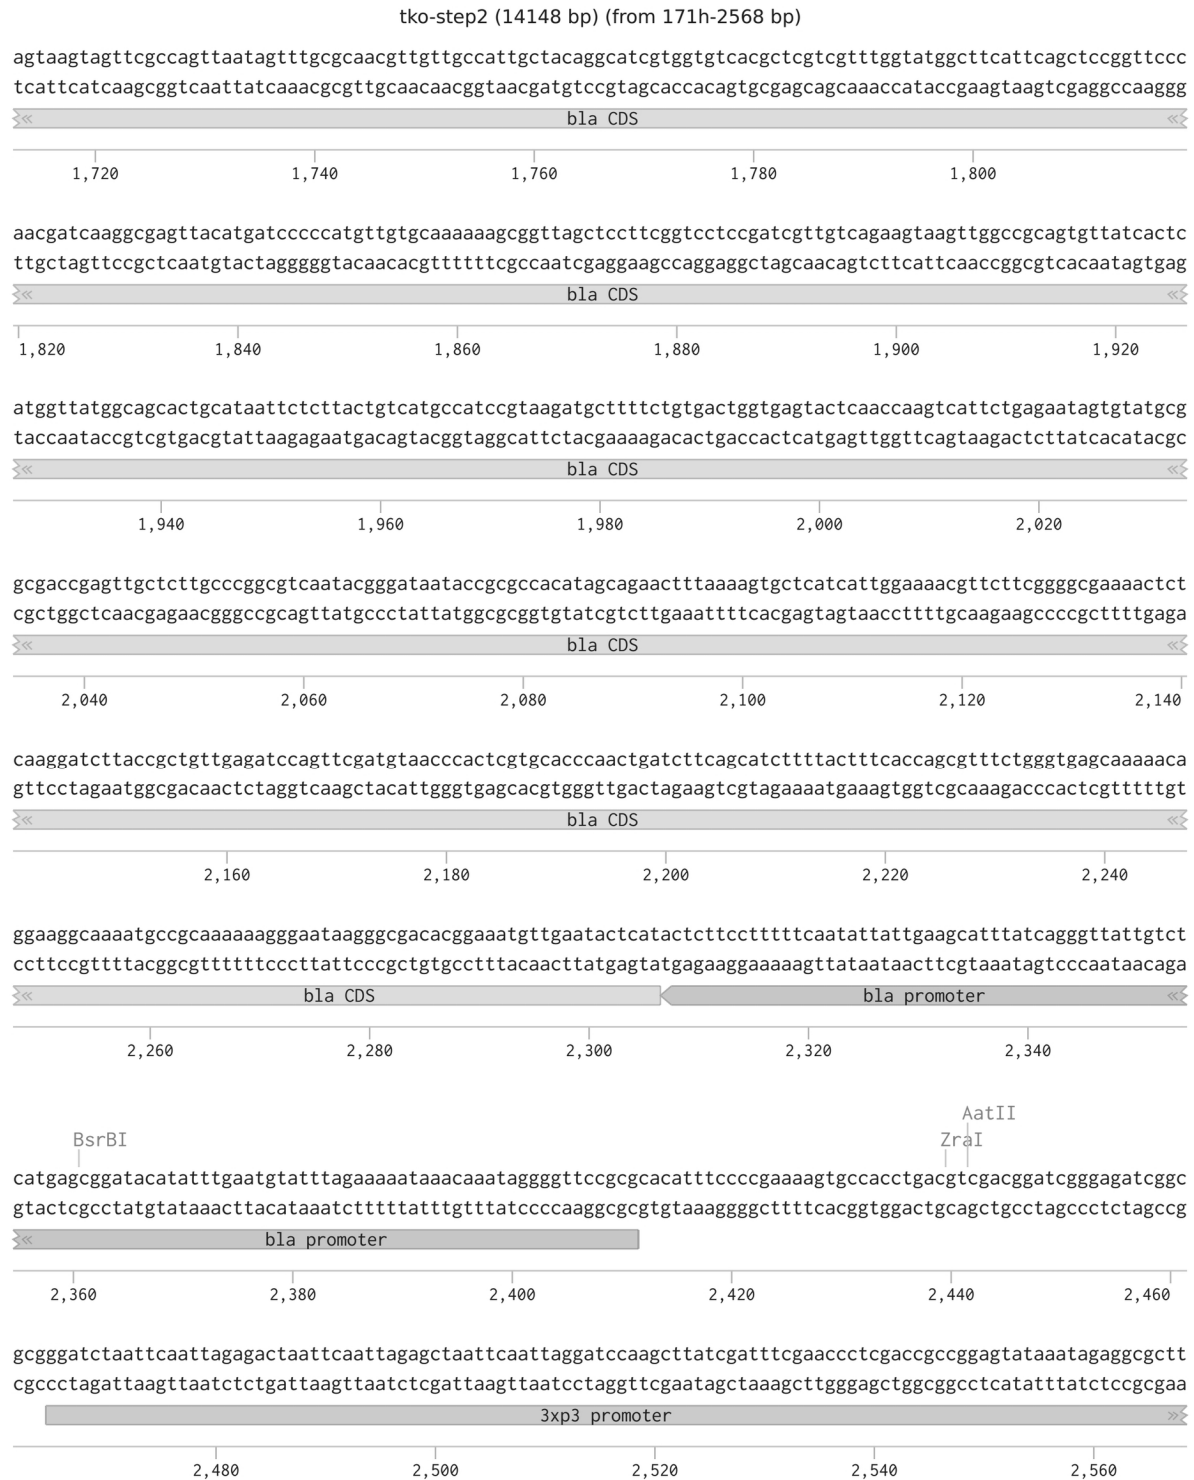 tko-step2 (14148 bp) (from 171h-2568 bp)
agtaagtagttcgccagttaatagtttgcgcaacgttgttgccattgctacaggcatcgtggtgtcacgctcgtcgtttggtatggcttcattcagctccggttccc
tcattcatcaagcggtcaattatcaaacgcgttgcaacaacggtaacgatgtccgtagcaccacagtgcgagcagcaaaccataccgaagtaagtcgaggccaaggg
bla CDS
1,720 1,740 1,760 1,780 1,800
aacgatcaaggcgagttacatgatcccccatgttgtgcaaaaaagcggttagctccttcggtcctccgatcgttgtcagaagtaagttggccgcagtgttatcactc
ttgctagttccgctcaatgtactagggggtacaacacgttttttcgccaatcgaggaagccaggaggctagcaacagtcttcattcaaccggcgtcacaatagtgag
bla CDS
1,820 1,840 1,860 1,880 1,900 1,920
atggttatggcagcactgcataattctcttactgtcatgccatccgtaagatgcttttctgtgactggtgagtactcaaccaagtcattctgagaatagtgtatgcg
taccaataccgtcgtgacgtattaagagaatgacagtacggtaggcattctacgaaaagacactgaccactcatgagttggttcagtaagactcttatcacatacgc
bla CDS
1,940 1,960 1,980 2,000 2,020
gcgaccgagttgctcttgcccggcgtcaatacgggataataccgcgccacatagcagaactttaaaagtgctcatcattggaaaacgttcttcggggcgaaaactct
cgctggctcaacgagaacgggccgcagttatgccctattatggcgcggtgtatcgtcttgaaattttcacgagtagtaaccttttgcaagaagccccgcttttgaga
bla CDS
2,040 2,060 2,080 2,100 2,120 2,140
caaggatcttaccgctgttgagatccagttcgatgtaacccactcgtgcacccaactgatcttcagcatcttttactttcaccagcgtttctgggtgagcaaaaaca
gttcctagaatggcgacaactctaggtcaagctacattgggtgagcacgtgggttgactagaagtcgtagaaaatgaaagtggtcgcaaagacccactcgtttttgt
bla CDS
2,160 2,180 2,200 2,220 2,240
ggaaggcaaaatgccgcaaaaaagggaataagggcgacacggaaatgttgaatactcatactcttcctttttcaatattattgaagcatttatcagggttattgtct
ccttccgttttacggcgttttttcccttattcccgctgtgcctttacaacttatgagtatgagaaggaaaaagttataataacttcgtaaatagtcccaataacaga
bla CDS bla promoter
2,260 2,280 2,300 2,320 2,340
AatII
BsrBI ZraI
catgagcggatacatatttgaatgtatttagaaaaataaacaaataggggttccgcgcacatttccccgaaaagtgccacctgacgtcgacggatcgggagatcggc
gtactcgcctatgtataaacttacataaatctttttatttgtttatccccaaggcgcgtgtaaaggggcttttcacggtggactgcagctgcctagccctctagccg
bla promoter
2,360 2,380 2,400 2,420 2,440 2,460
gcgggatctaattcaattagagactaattcaattagagctaattcaattaggatccaagcttatcgatttcgaaccctcgaccgccggagtataaatagaggcgctt
cgccctagattaagttaatctctgattaagttaatctcgattaagttaatcctaggttcgaatagctaaagcttgggagctggcggcctcatatttatctccgcgaa
3xp3 promoter
2,480 2,500 2,520 2,540 2,560